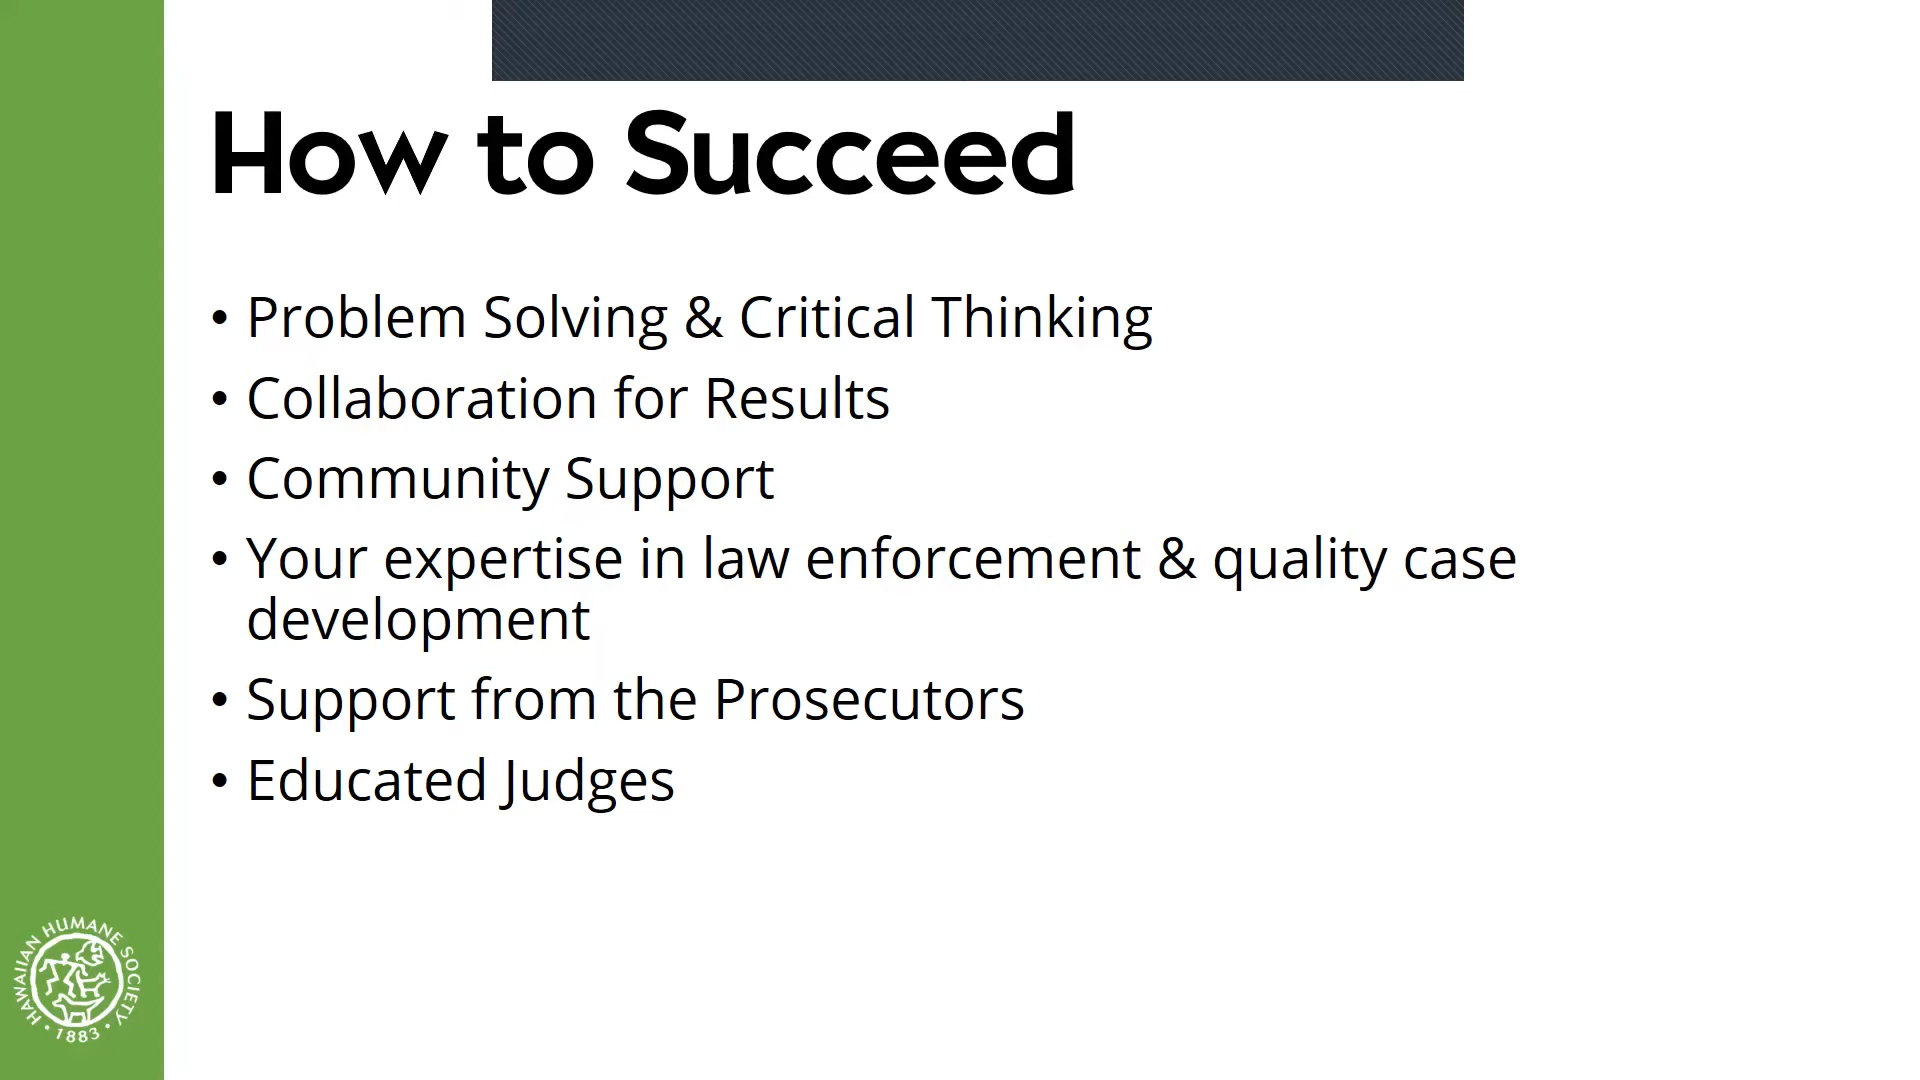 How to Succeed
• Problem Solving & Critical Thinking
• Collaboration for Results
• Community Support
• Your expertise in law enforcement & quality case
development
• Support from the Prosecutors
• Educated Judges
HAWAIIAN HUMANE SOCIETY
• 1883 •